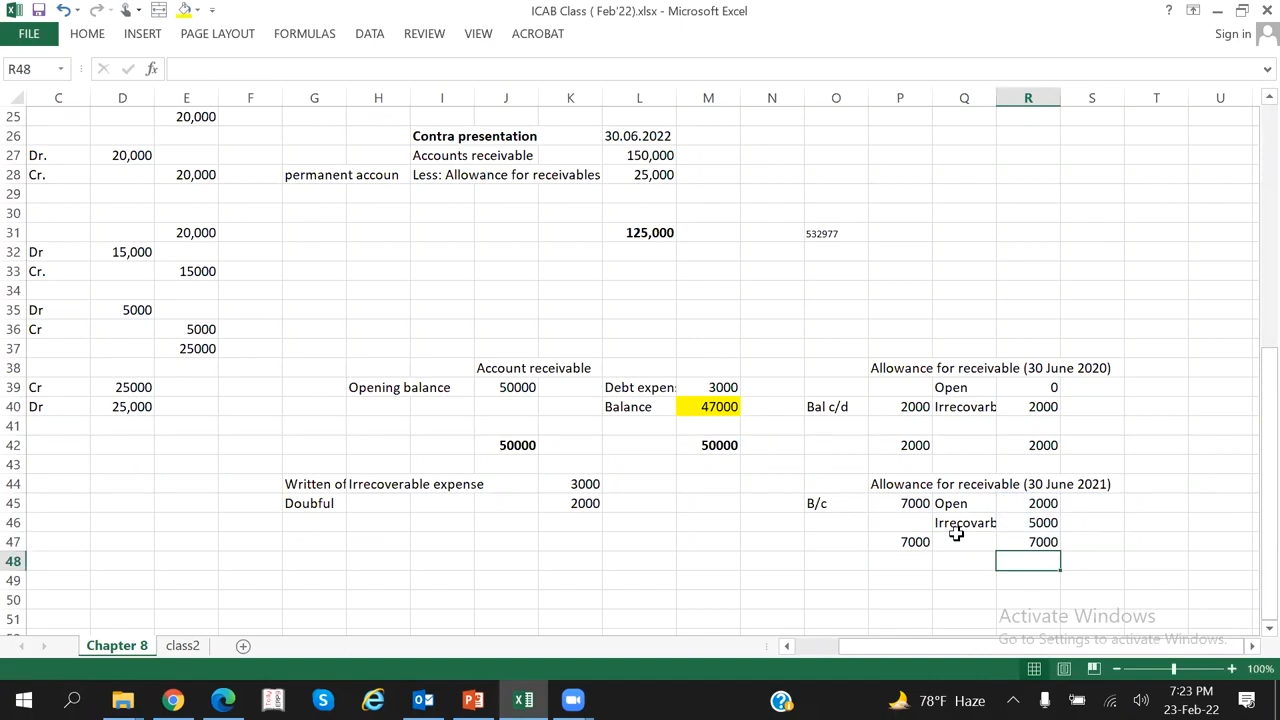 ICAB Class ( Feb'22).xlsx - Microsoft Excel
FILE HOME INSERT PAGE LAYOUT FORMULAS DATA REVIEW VIEW ACROBAT Sign in
R48 fx
C D E F G H I J K L M N O P Q R S T U
25 20,000
26 Contra presentation 30.06.2022
27 Dr. 20,000 Accounts receivable 150,000
28 Cr. 20,000 permanent accoun Less: Allowance for receivables 25,000
29
30
31 20,000 125,000 532977
32 Dr 15,000
33 Cr. 15000
34
35 Dr 5000
36 Cr 5000
37 25000
38 Account receivable Allowance for receivable (30 June 2020)
39 Cr 25000 Opening balance 50000 Debt expen: 3000 Open 0
40 Dr 25,000 Balance 47000 Bal c/d 2000 Irrecovarb 2000
41
42 50000 50000 2000 2000
43
44 Written of Irrecoverable expense 3000 Allowance for receivable (30 June 2021)
45 Doubful 2000 B/c 7000 Open 2000
46 Irrecovarb 5000
47 7000 7000
48
49
50
51
Activate Windows
Go to Settings to activate Windows.
Chapter 8 class2
100%
78°F Haze
7:23 PM
23-Feb-22